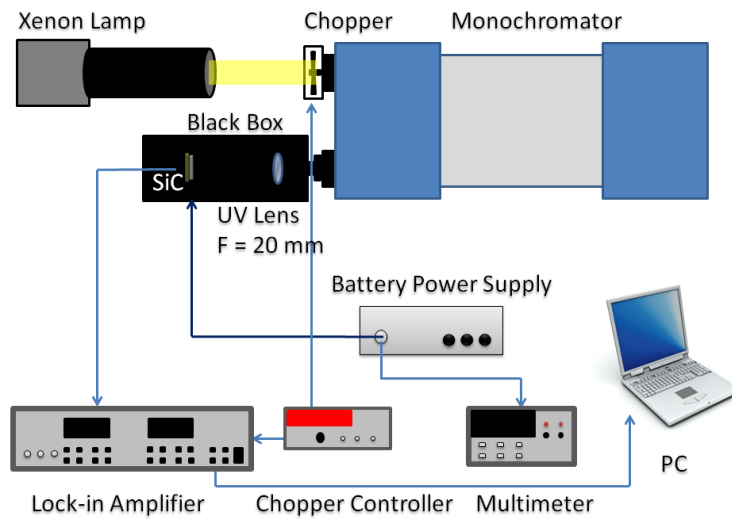 Xenon Lamp
Chopper
Monochromator
Black Box
SiC
UV Lens
F = 20 mm
Battery Power Supply
PC
Lock-in Amplifier
Chopper Controller
Multimeter